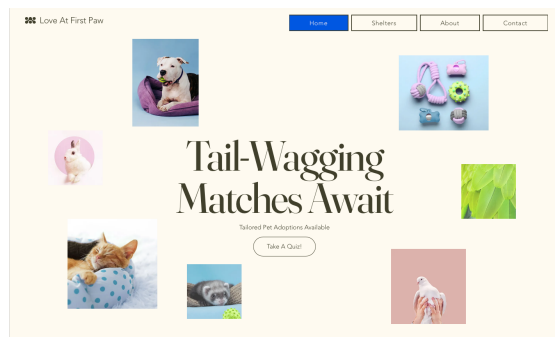 Love At First Paw
Home
Shelters
About
Contact
Tail-Wagging
Matches Await
Tailored Pet Adoptions Available
Take A Quiz!